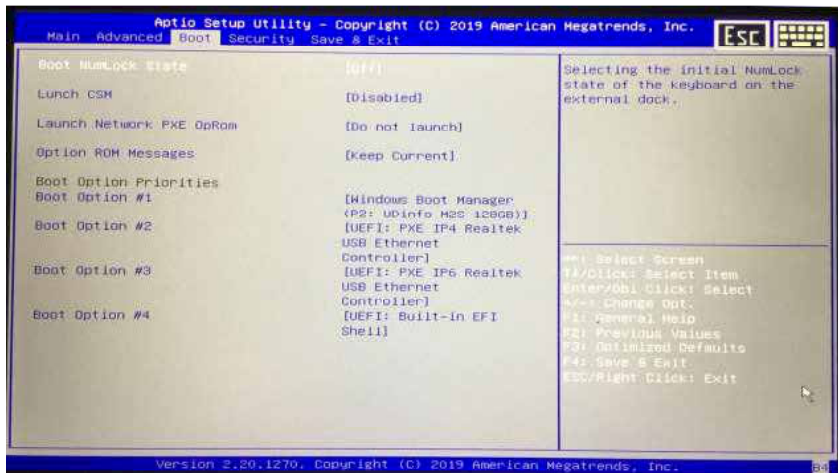 Aptio Setup Utility – Copyright (C) 2019 American Megatrends, Inc.
Main Advanced Boot Security Save & Exit
Esc
Boot NumLock State [Off]
Lunch CSM [Disabled]
Launch Network PXE OpRom [Do not launch]
Option ROM Messages [Keep Current]
Boot Option Priorities
Boot Option #1 [Windows Boot Manager
(P2: UDinfo M2S 128GB)]
Boot Option #2 [UEFI: PXE IP4 Realtek
USB Ethernet
Controller]
Boot Option #3 [UEFI: PXE IP6 Realtek
USB Ethernet
Controller]
Boot Option #4 [UEFI: Built-in EFI
Shell]
Selecting the initial NumLock
state of the keyboard on the
external dock.
Select Screen
Click: Select Item
Enter/Dbl Click: Select
+/-: Change Opt.
F1: General Help
F2: Previous Values
F3: Optimized Defaults
F4: Save & Exit
ESC/Right Click: Exit
Version 2.20.1270. Copyright (C) 2019 American Megatrends, Inc.